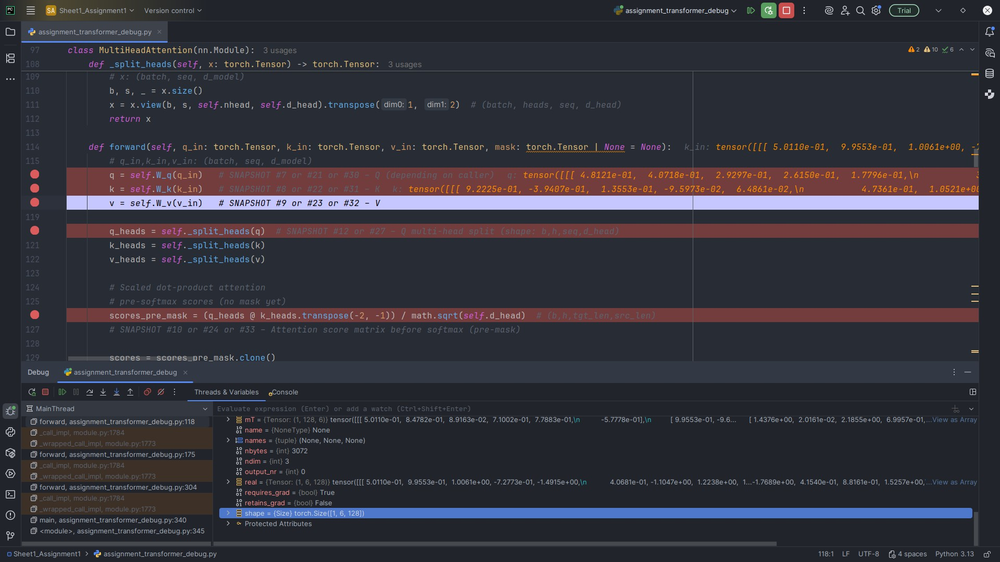 PC SA Sheet1_Assignment1 Version control assignment_transformer_debug Trial
assignment_transformer_debug.py
97 class MultiHeadAttention(nn.Module): 3 usages 2 10 6
108 def _split_heads(self, x: torch.Tensor) -> torch.Tensor: 3 usages
109 # x: (batch, seq, d_model)
110 b, s, _ = x.size()
111 x = x.view(b, s, self.nhead, self.d_head).transpose( dim0: 1, dim1: 2) # (batch, heads, seq, d_head)
112 return x
113
114 def forward(self, q_in: torch.Tensor, k_in: torch.Tensor, v_in: torch.Tensor, mask: torch.Tensor | None = None): k_in: tensor([[[ 5.0110e-01, 9.9553e-01, 1.0061e+00, -7
115 # q_in,k_in,v_in: (batch, seq, d_model)
q = self.W_q(q_in) # SNAPSHOT #7 or #21 or #30 – Q (depending on caller) q: tensor([[[ 4.8121e-01, 4.0718e-01, 2.9297e-01, 2.6150e-01, 1.7796e-01,\n 3
k = self.W_k(k_in) # SNAPSHOT #8 or #22 or #31 – K k: tensor([[[ 9.2225e-01, -3.9407e-01, 1.3553e-01, -9.5973e-02, 6.4861e-02,\n 4.7361e-01, 1.0521e+00
v = self.W_v(v_in) # SNAPSHOT #9 or #23 or #32 – V
119
q_heads = self._split_heads(q) # SNAPSHOT #12 or #27 – Q multi-head split (shape: b,h,seq,d_head)
121 k_heads = self._split_heads(k)
122 v_heads = self._split_heads(v)
123
124 # Scaled dot-product attention
125 # pre-softmax scores (no mask yet)
scores_pre_mask = (q_heads @ k_heads.transpose(-2, -1)) / math.sqrt(self.d_head) # (b,h,tgt_len,src_len)
127 # SNAPSHOT #10 or #24 or #33 – Attention score matrix before softmax (pre-mask)
128
129 scores = scores_pre_mask.clone()
Debug assignment_transformer_debug
Threads & Variables Console
MainThread
Evaluate expression (Enter) or add a watch (Ctrl+Shift+Enter)
forward, assignment_transformer_debug.py:118
_call_impl, module.py:1784
_wrapped_call_impl, module.py:1773
forward, assignment_transformer_debug.py:175
_call_impl, module.py:1784
_wrapped_call_impl, module.py:1773
forward, assignment_transformer_debug.py:304
_call_impl, module.py:1784
_wrapped_call_impl, module.py:1773
main, assignment_transformer_debug.py:340
<module>, assignment_transformer_debug.py:345
mT = {Tensor: (1, 128, 6)} tensor([[[ 5.0110e-01, 8.4782e-01, 8.9163e-02, 7.1002e-01, 7.7883e-01,\n -5.7778e-01],\n [ 9.9553e-01, -9.6... [ 1.4376e+00, 2.0161e-02, 2.1855e+00, 6.9957e-01,...View as Array
name = {NoneType} None
names = {tuple} (None, None, None)
nbytes = {int} 3072
ndim = {int} 3
output_nr = {int} 0
real = {Tensor: (1, 6, 128)} tensor([[[ 5.0110e-01, 9.9553e-01, 1.0061e+00, -7.2773e-01, -1.4915e+00,\n 4.0681e-01, -1.1047e+00, 1.2238e+00, 1...-1.7689e+00, 4.1540e-01, 8.8161e-01, 1.5257e+00,...View as Array
requires_grad = {bool} True
retains_grad = {bool} False
shape = {Size} torch.Size([1, 6, 128])
Protected Attributes
Sheet1_Assignment1 assignment_transformer_debug.py 118:1 LF UTF-8 4 spaces Python 3.13